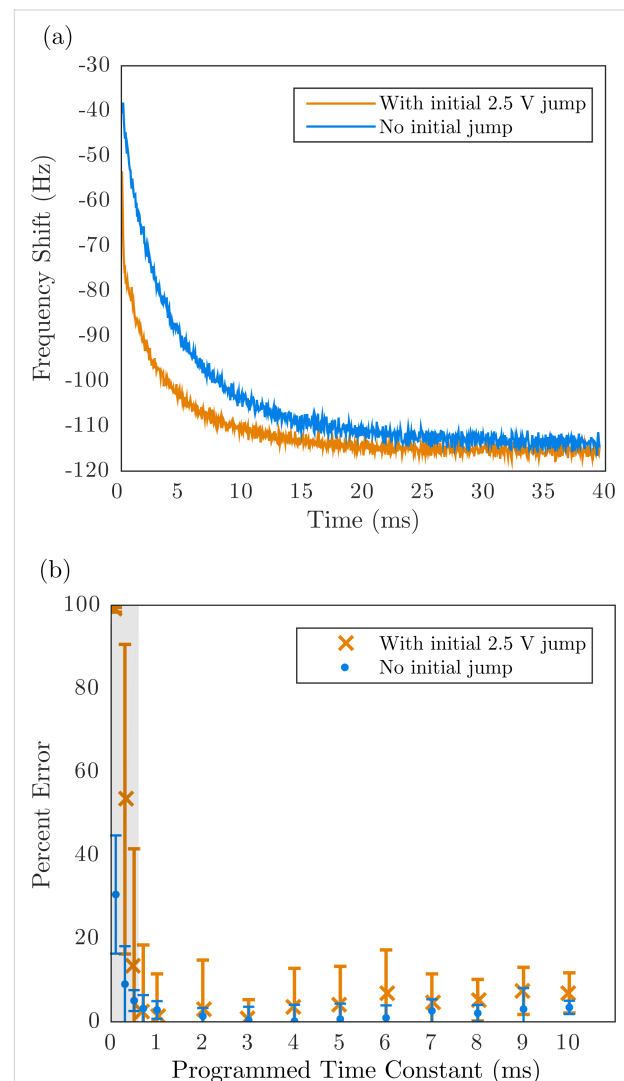 (a)
-30
-40
-50
-60
-70
-80
-90
-100
-110
-120
Frequency Shift (Hz)
With initial 2.5 V jump
No initial jump
0 5 10 15 20 25 30 35 40
Time (ms)
(b)
100
80
60
40
20
0
Percent Error
With initial 2.5 V jump
No initial jump
0 1 2 3 4 5 6 7 8 9 10
Programmed Time Constant (ms)